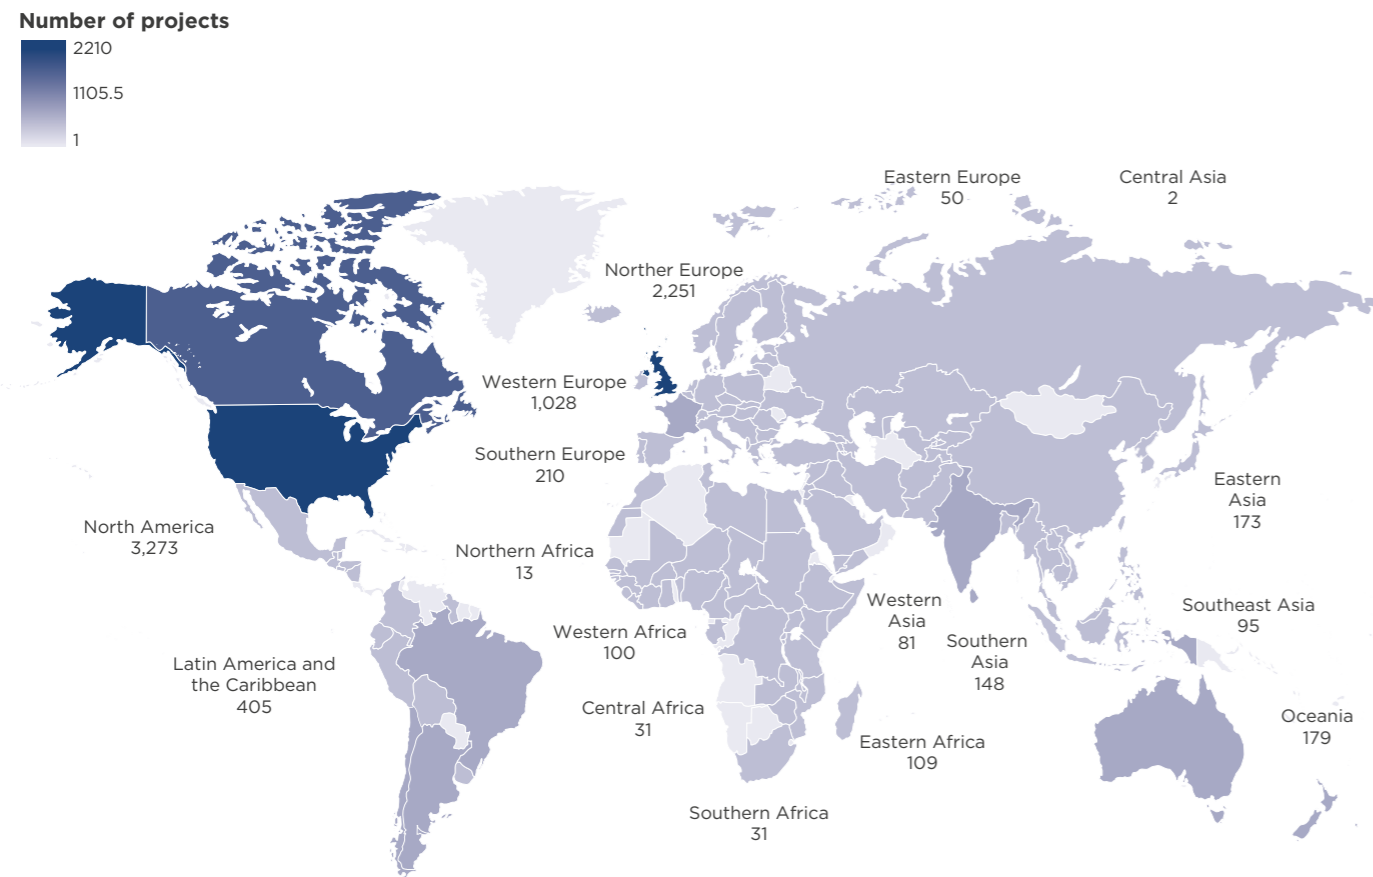 Number of projects
2210
1105.5
1
Eastern Europe
50
Central Asia
2
Norther Europe
2,251
Western Europe
1,028
Southern Europe
210
Eastern
Asia
173
North America
3,273
Northern Africa
13
Western
Asia
81
Southeast Asia
95
Western Africa
100
Southern
Asia
148
Latin America and
the Caribbean
405
Central Africa
31
Oceania
179
Eastern Africa
109
Southern Africa
31